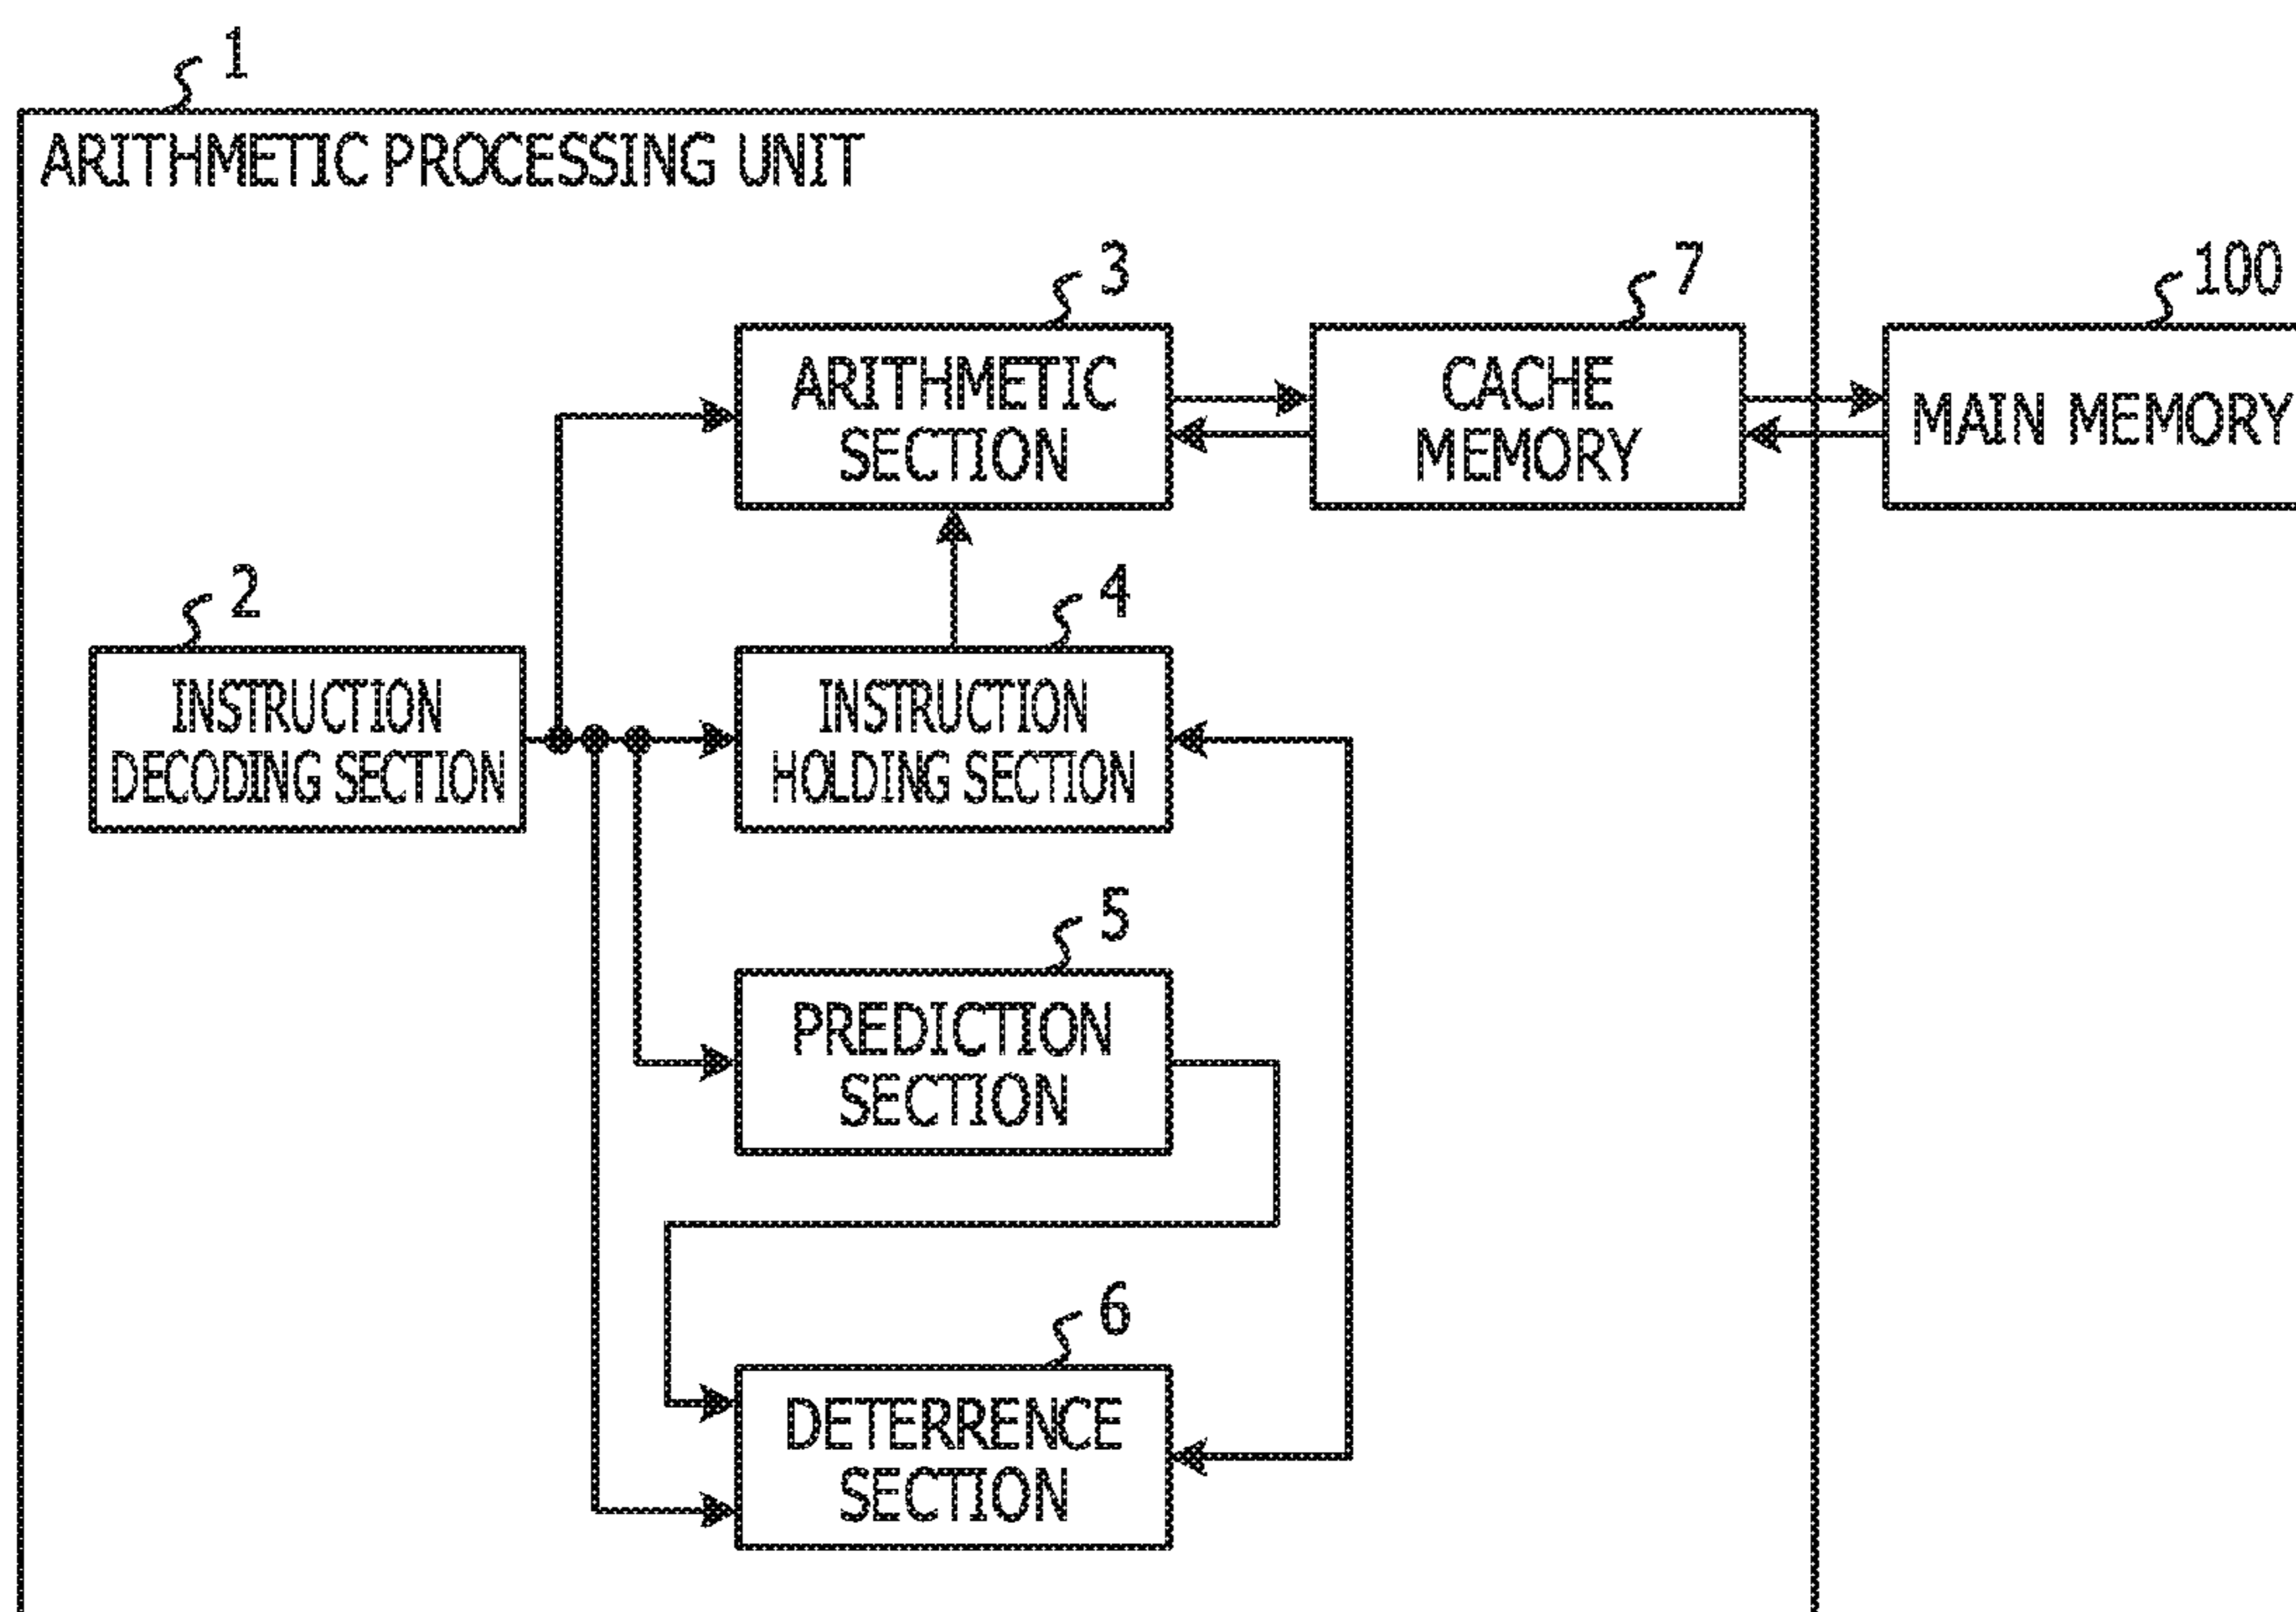 1
ARITHMETIC PROCESSING UNIT
3
7
100
ARITHMETIC
SECTION
CACHE
MEMORY
MAIN MEMORY
2
4
INSTRUCTION
DECODING SECTION
INSTRUCTION
HOLDING SECTION
5
PREDICTION
SECTION
6
DETERRENCE
SECTION